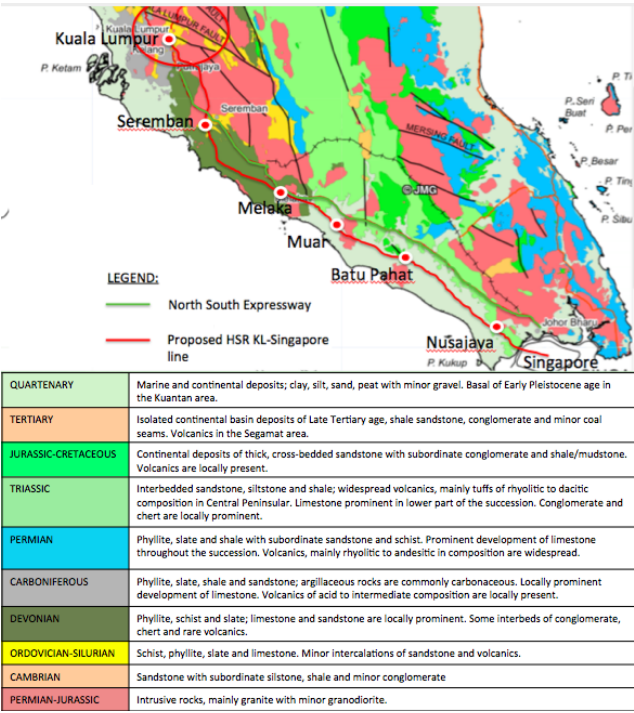 KUALA LUMPUR FAULT
Kuala Lumpur
Kuala Lumpur
Kelang
P. Ketam
Putrajaya
Seremban
Seremban
P. Seri
Buat
MERSING FAULT
P. Besar
© JMG
Melaka
Muar
Batu Pahat
LEGENDː
North South Expressway
Proposed HSR KL-Singapore
line
Johor Bharu
Nusajaya
P. Kukup
Singapore
QUARTENARY
Marine and continental deposits; clay, silt, sand, peat with minor gravel. Basal of Early Pleistocene age in
the Kuantan area.
TERTIARY
Isolated continental basin deposits of Late Tertiary age, shale sandstone, conglomerate and minor coal
seams. Volcanics in the Segamat area.
JURASSIC-CRETACEOUS
Continental deposits of thick, cross-bedded sandstone with subordinate conglomerate and shale/mudstone.
Volcanics are locally present.
TRIASSIC
Interbedded sandstone, siltstone and shale; widespread volcanics, mainly tuffs of rhyolitic to dacitic
composition in Central Peninsular. Limestone prominent in lower part of the succession. Conglomerate and
chert are locally prominent.
PERMIAN
Phyllite, slate and shale with subordinate sandstone and schist. Prominent development of limestone
throughout the succession. Volcanics, mainly rhyolitic to andesitic in composition are widespread.
CARBONIFEROUS
Phyllite, slate, shale and sandstone; argillaceous rocks are commonly carbonaceous. Locally prominent
development of limestone. Volcanics of acid to intermediate composition are locally present.
DEVONIAN
Phyllite, schist and slate; limestone and sandstone are locally prominent. Some interbeds of conglomerate,
chert and rare volcanics.
ORDOVICIAN-SILURIAN
Schist, phyllite, slate and limestone. Minor intercalations of sandstone and volcanics.
CAMBRIAN
Sandstone with subordinate silstone, shale and minor conglomerate
PERMIAN-JURASSIC
Intrusive rocks, mainly granite with minor granodiorite.